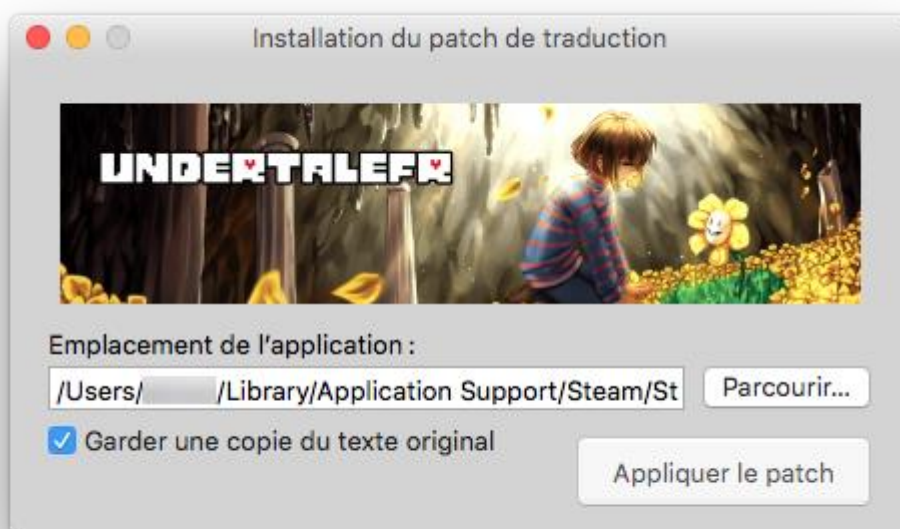 Installation du patch de traduction
UNDERTALEFR
Emplacement de l'application :
/Users/ /Library/Application Support/Steam/St
Parcourir...
Garder une copie du texte original
Appliquer le patch